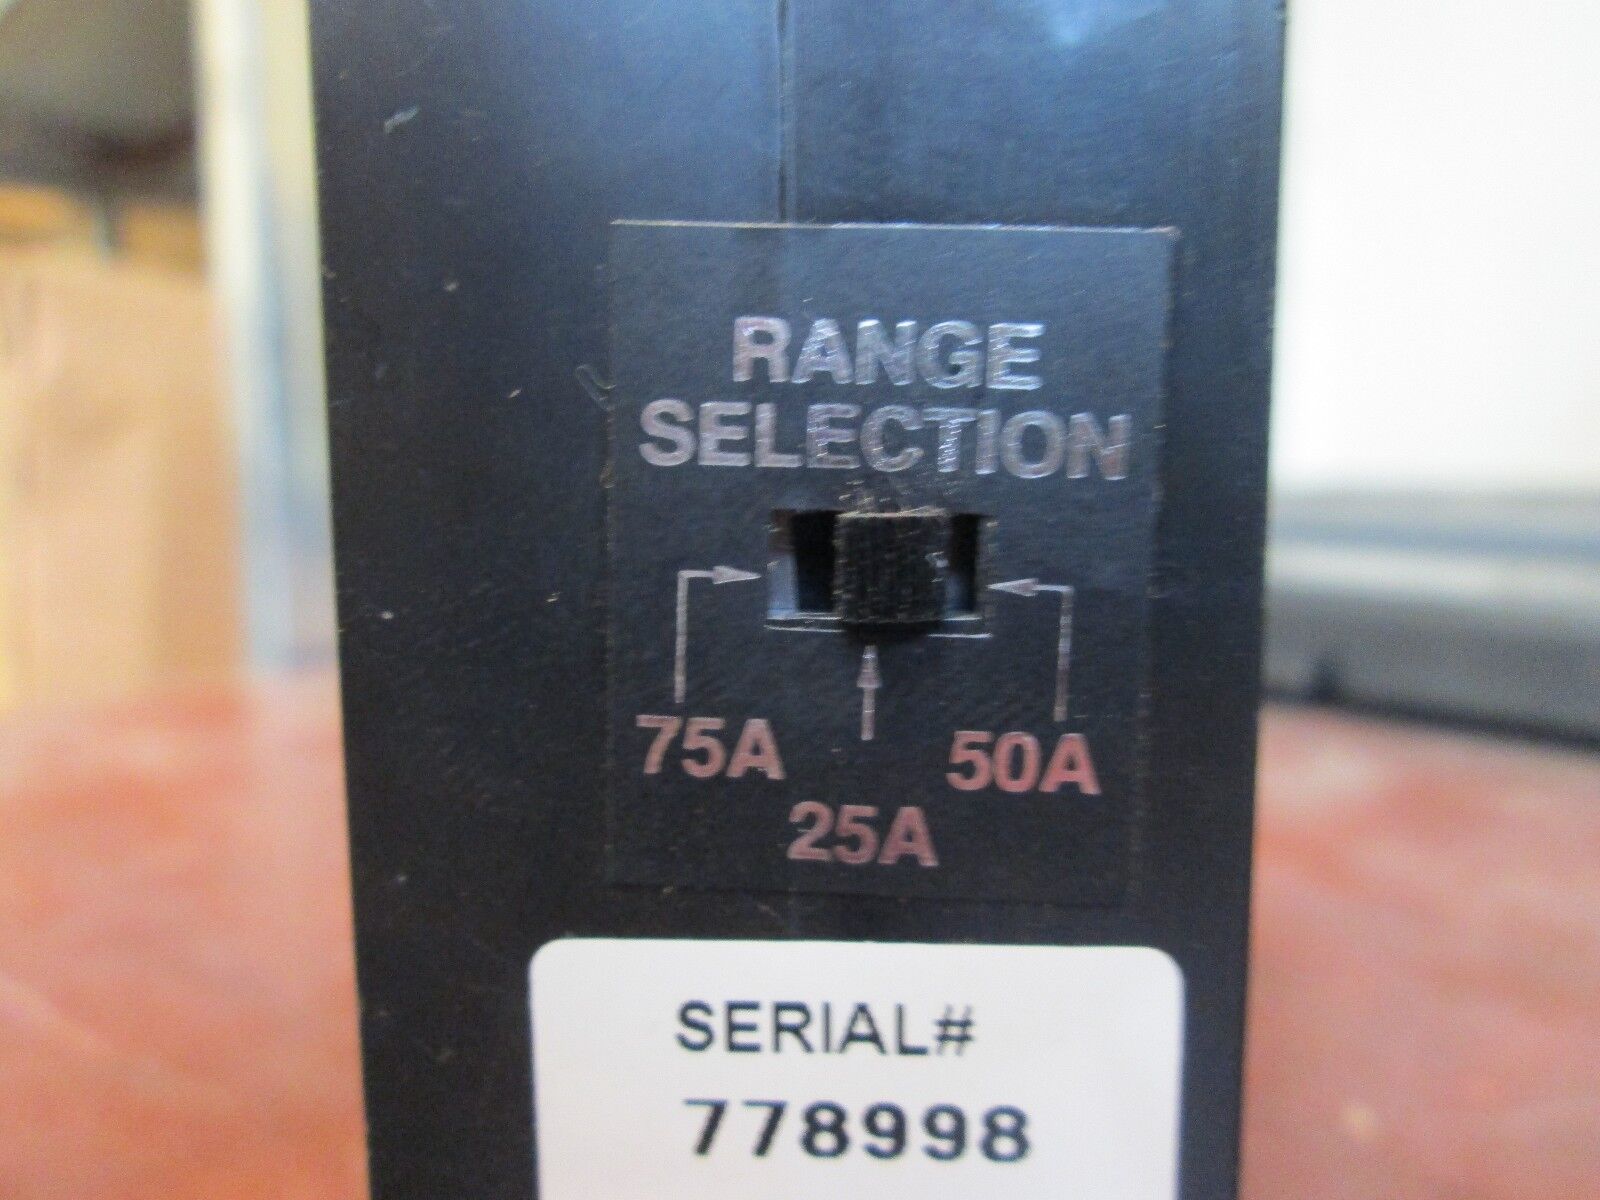 RANGE
SELECTION
75A
50A
25A
SERIAL#
778998